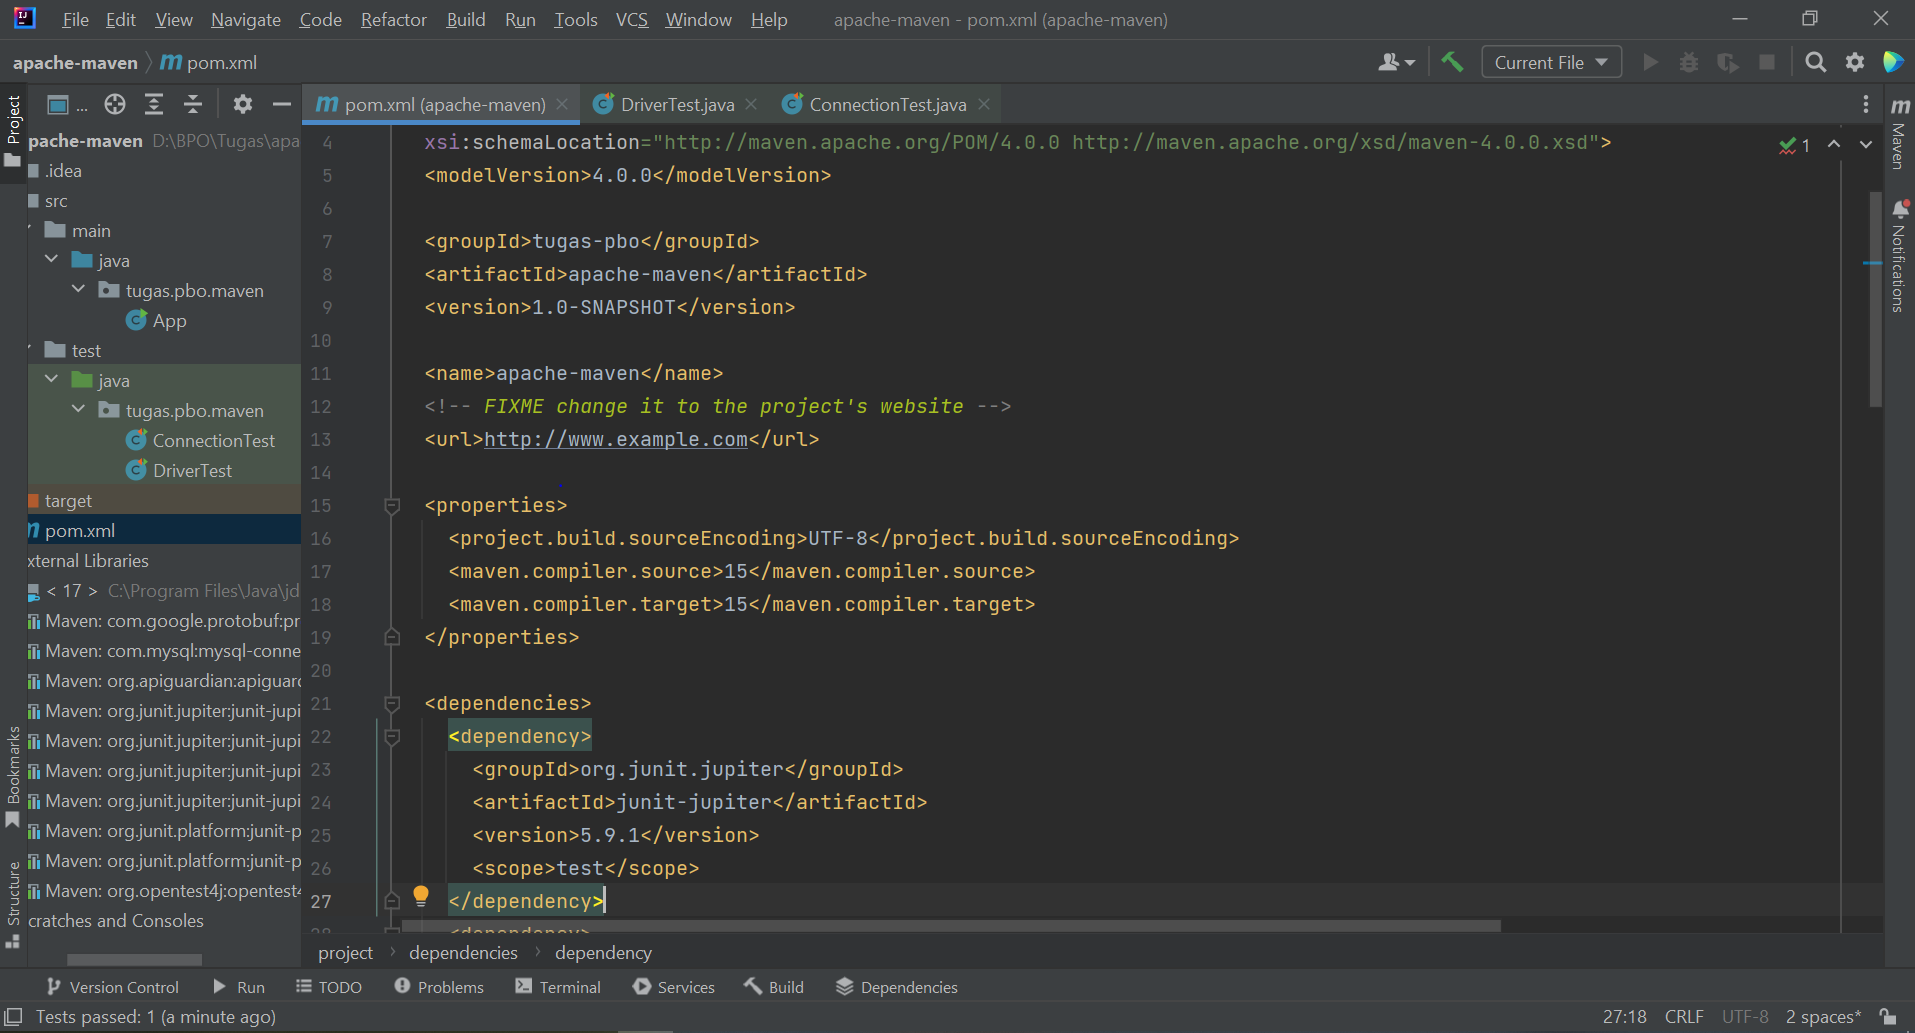 File Edit View Navigate Code Refactor Build Run Tools VCS Window Help apache-maven - pom.xml (apache-maven)
apache-maven pom.xml Current File
Project
... pom.xml (apache-maven) DriverTest.java ConnectionTest.java
pache-maven D:\BPO\Tugas\apa
.idea
src
main
java
tugas.pbo.maven
App
test
java
tugas.pbo.maven
ConnectionTest
DriverTest
target
pom.xml
xternal Libraries
< 17 > C:\Program Files\Java\jd
Maven: com.google.protobuf:pr
Maven: com.mysql:mysql-conne
Maven: org.apiguardian:apiguard
Maven: org.junit.jupiter:junit-jupi
Maven: org.junit.jupiter:junit-jupi
Maven: org.junit.jupiter:junit-jupi
Maven: org.junit.jupiter:junit-jupi
Maven: org.junit.platform:junit-p
Maven: org.junit.platform:junit-p
Maven: org.opentest4j:opentest4
cratches and Consoles
Bookmarks
Structure
4 xsi:schemaLocation="http://maven.apache.org/POM/4.0.0 http://maven.apache.org/xsd/maven-4.0.0.xsd">
5 <modelVersion>4.0.0</modelVersion>
6
7 <groupId>tugas-pbo</groupId>
8 <artifactId>apache-maven</artifactId>
9 <version>1.0-SNAPSHOT</version>
10
11 <name>apache-maven</name>
12 <!-- FIXME change it to the project's website -->
13 <url>http://www.example.com</url>
14
15 <properties>
16 <project.build.sourceEncoding>UTF-8</project.build.sourceEncoding>
17 <maven.compiler.source>15</maven.compiler.source>
18 <maven.compiler.target>15</maven.compiler.target>
19 </properties>
20
21 <dependencies>
22 <dependency>
23 <groupId>org.junit.jupiter</groupId>
24 <artifactId>junit-jupiter</artifactId>
25 <version>5.9.1</version>
26 <scope>test</scope>
27 </dependency>
28 <dependency>
1
m Maven
Notifications
project dependencies dependency
Version Control Run TODO Problems Terminal Services Build Dependencies
Tests passed: 1 (a minute ago) 27:18 CRLF UTF-8 2 spaces*